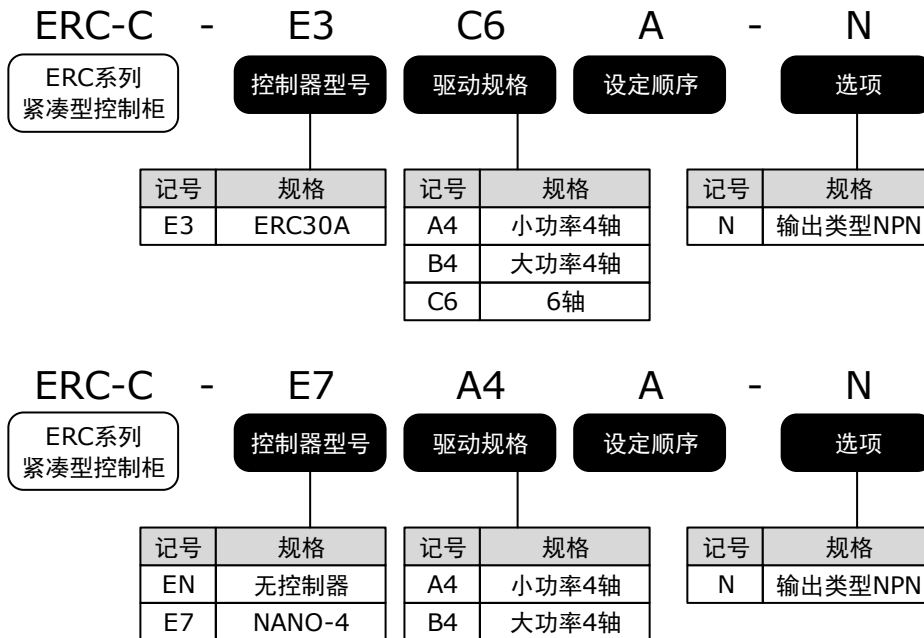 ERC-C - E3 C6 A - N
ERC系列
紧凑型控制柜
控制器型号 驱动规格 设定顺序 选项
记号 规格 记号 规格 记号 规格
E3 ERC30A A4 小功率4轴 N 输出类型NPN
B4 大功率4轴
C6 6轴
ERC-C - E7 A4 A - N
ERC系列
紧凑型控制柜
控制器型号 驱动规格 设定顺序 选项
记号 规格 记号 规格 记号 规格
EN 无控制器 A4 小功率4轴 N 输出类型NPN
E7 NANO-4 B4 大功率4轴